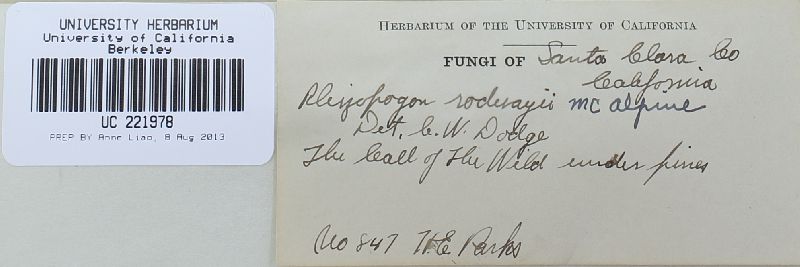 UNIVERSITY HERBARIUM
University of California
Berkeley
UC 221978
PREP BY Anne Liao, 8 Aug 2013
HERBARIUM OF THE UNIVERSITY OF CALIFORNIA
FUNGI OF Santa Clara Co
California
Rhizopogon rodwayii McAlpine
Det. C. W. Dodge
The Call of The Wild under pines
No 847 H.E. Parks